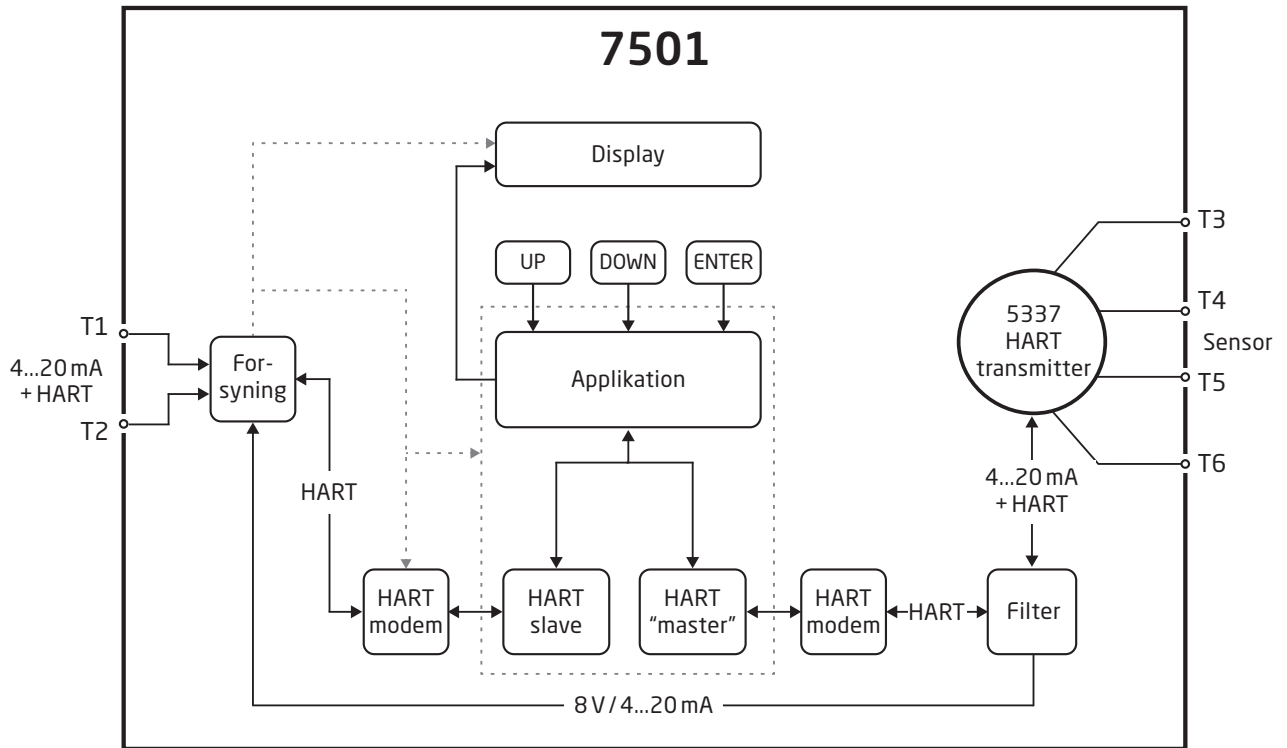 7501
Display
UP
DOWN
ENTER
T1
4...20 mA
+ HART
T2
For-
syning
Applikation
5337
HART
transmitter
T3
T4
Sensor
T5
T6
HART
4...20 mA
+ HART
HART
modem
HART
slave
HART
“master”
HART
modem
HART
Filter
8 V / 4...20 mA